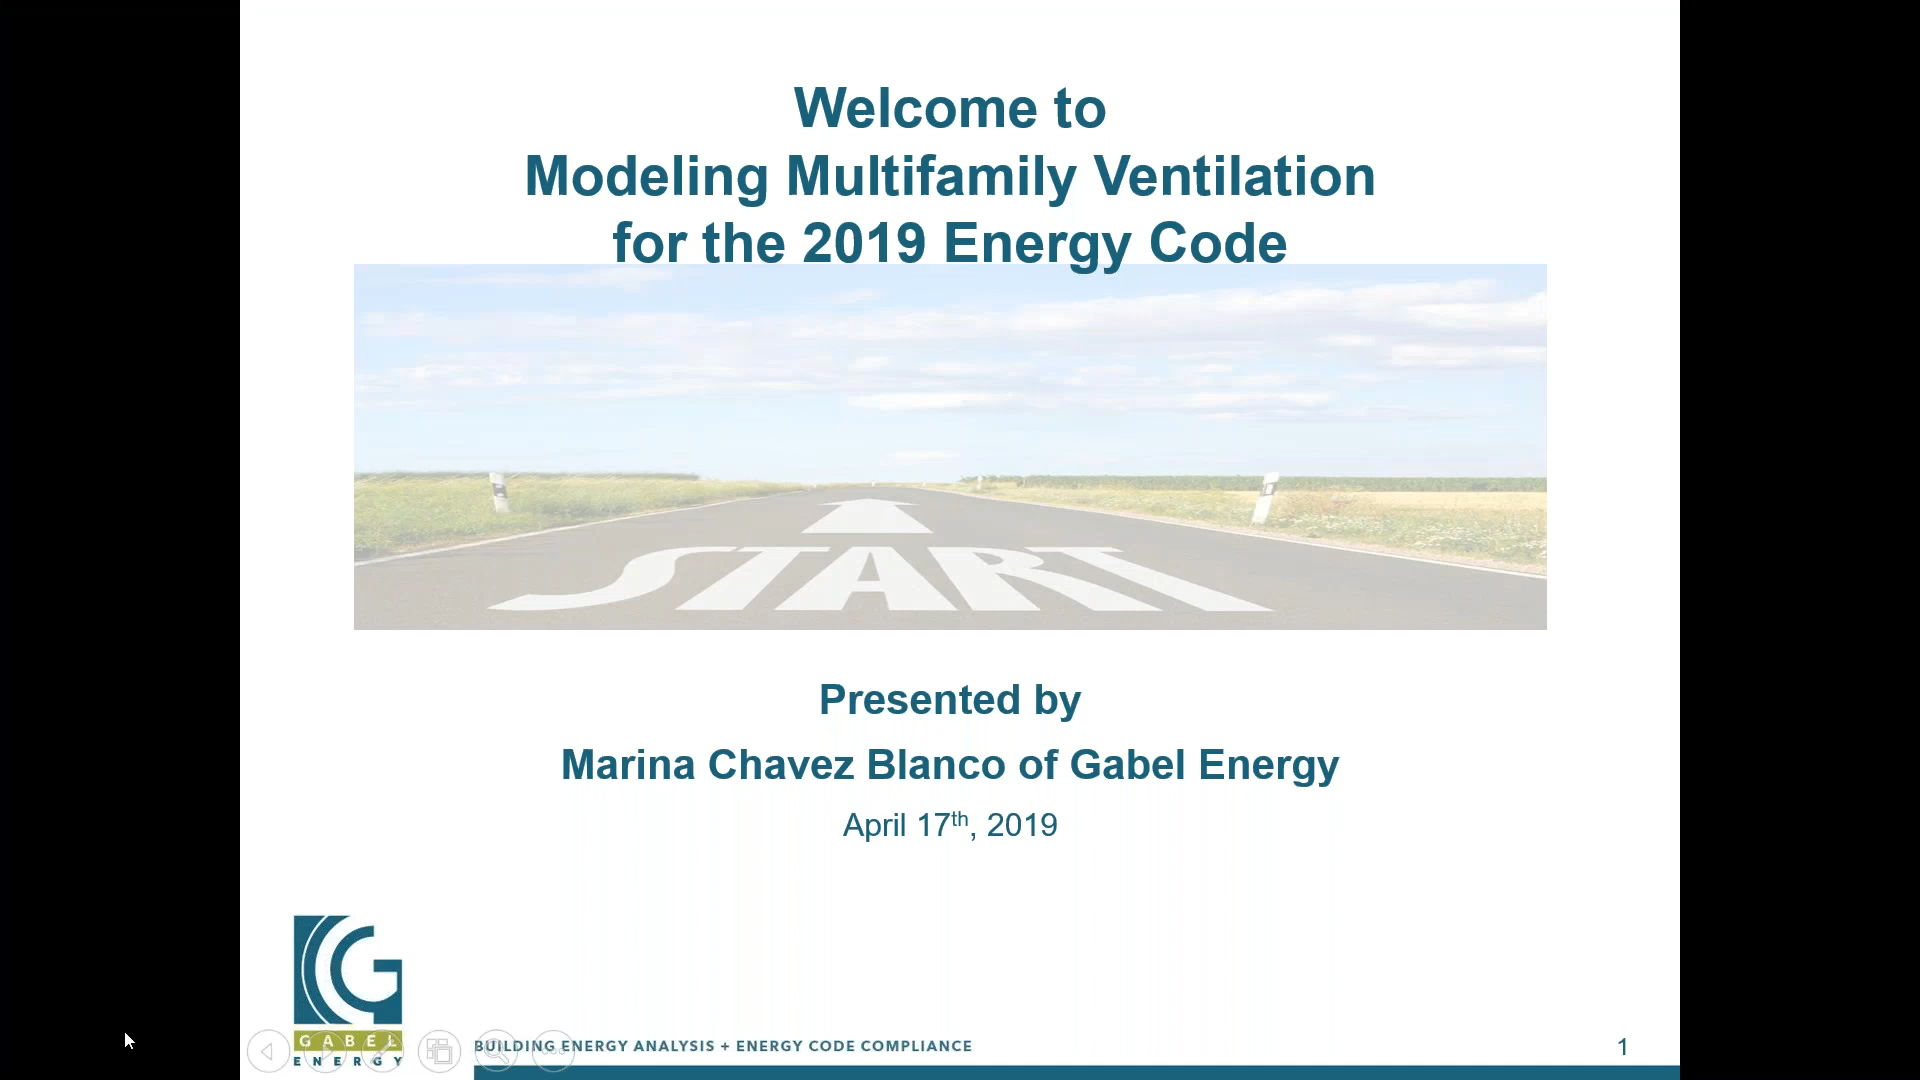 Welcome to
Modeling Multifamily Ventilation
for the 2019 Energy Code
START
Presented by
Marina Chavez Blanco of Gabel Energy
April 17th, 2019
G
GABEL
ENERGY
BUILDING ENERGY ANALYSIS + ENERGY CODE COMPLIANCE
1